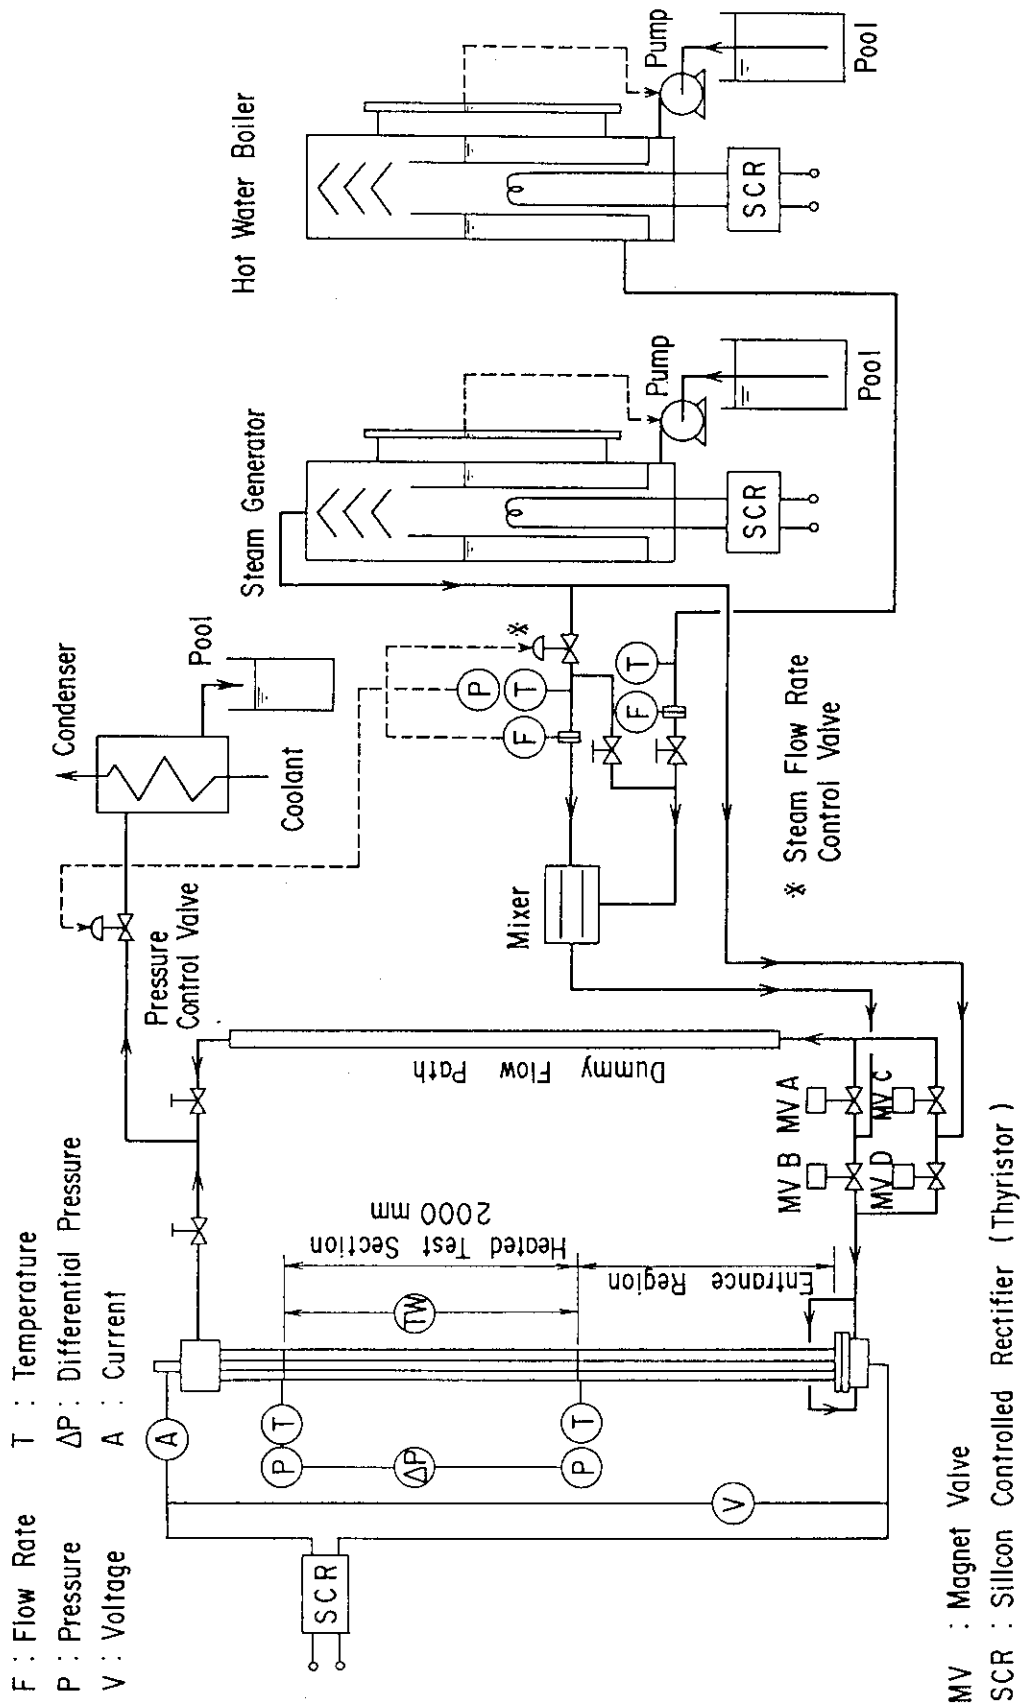 F : Flow Rate    T : Temperature
P : Pressure    ΔP : Differential Pressure
V : Voltage    A : Current
Condenser
Pool
Coolant
Pressure
Control Valve
Steam Generator
Hot Water Boiler
Pump
Pool
Pump
Pool
SCR
SCR
※
P
T
F
T
F
Mixer
※ Steam Flow Rate
Control Valve
Dummy Flow Path
MV A
MV B
MV C
MV D
Heated Test Section
2000 mm
Entrance Region
TW
A
T
P
ΔP
T
P
V
SCR
MV : Magnet Valve
SCR : Sillcon Controlled Rectifier (Thyristor)